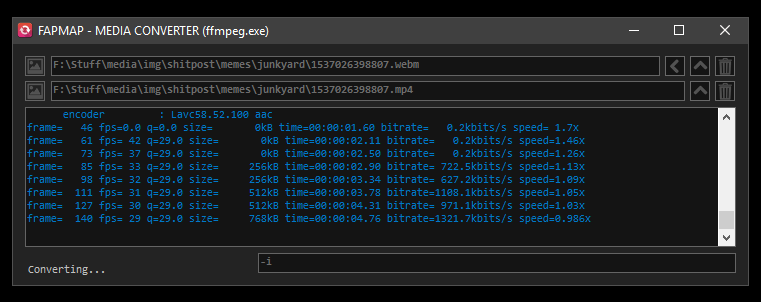 FAPMAP - MEDIA CONVERTER (ffmpeg.exe)
F:\Stuff\media\img\shitpost\memes\junkyard\1537026398807.webm
F:\Stuff\media\img\shitpost\memes\junkyard\1537026398807.mp4
encoder         : Lavc58.52.100 aac
frame=   46 fps=0.0 q=0.0 size=       0kB time=00:00:01.60 bitrate=   0.2kbits/s speed= 1.7x
frame=   61 fps= 42 q=29.0 size=       0kB time=00:00:02.11 bitrate=   0.2kbits/s speed=1.46x
frame=   73 fps= 37 q=29.0 size=       0kB time=00:00:02.50 bitrate=   0.2kbits/s speed=1.26x
frame=   85 fps= 33 q=29.0 size=     256kB time=00:00:02.90 bitrate= 722.5kbits/s speed=1.13x
frame=   98 fps= 32 q=29.0 size=     256kB time=00:00:03.34 bitrate= 627.2kbits/s speed=1.09x
frame=  111 fps= 31 q=29.0 size=     512kB time=00:00:03.78 bitrate=1108.1kbits/s speed=1.05x
frame=  127 fps= 30 q=29.0 size=     512kB time=00:00:04.31 bitrate= 971.1kbits/s speed=1.03x
frame=  140 fps= 29 q=29.0 size=     768kB time=00:00:04.76 bitrate=1321.7kbits/s speed=0.986x
Converting...
-i